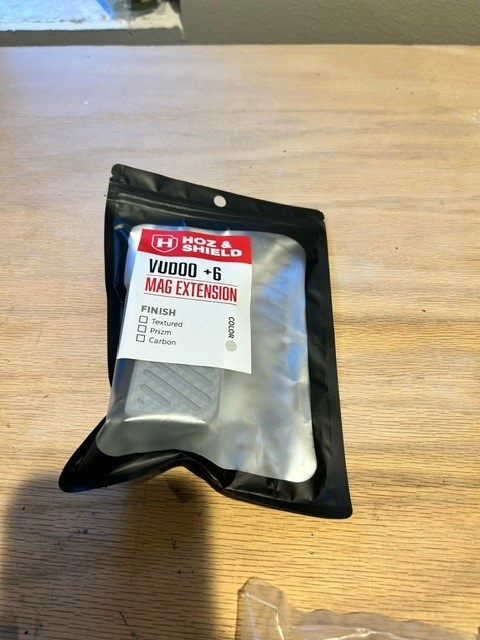 H HOZ &
SHIELD
VUDOO +6
MAG EXTENSION
FINISH
Textured
Prizm
Carbon
COLOR